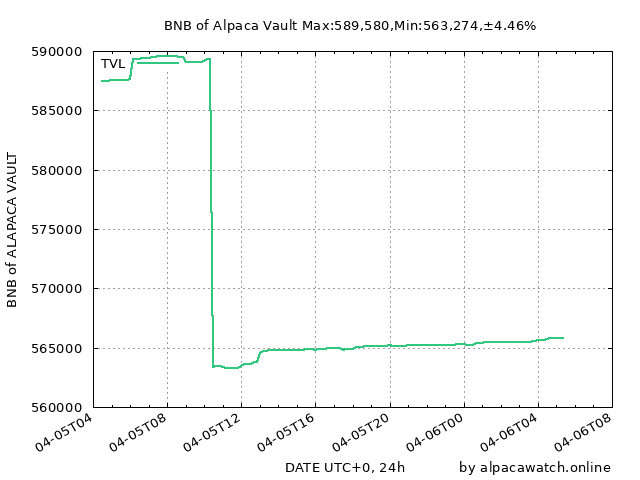 BNB of Alpaca Vault Max:589,580,Min:563,274,±4.46%
TVL
BNB of ALAPACA VAULT
590000
585000
580000
575000
570000
565000
560000
04-05T04
04-05T08
04-05T12
04-05T16
04-05T20
04-06T00
04-06T04
04-06T08
DATE UTC+0, 24h
by alpacawatch.online